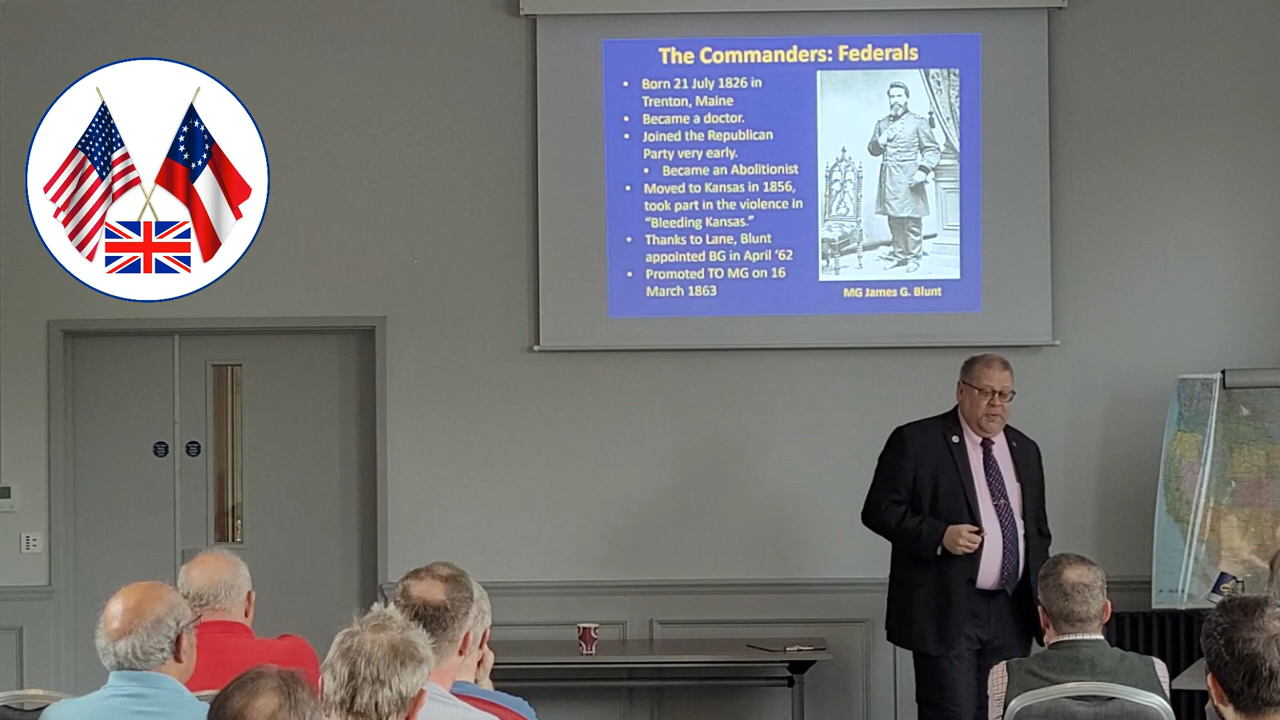 The Commanders: Federals
• Born 21 July 1826 in
Trenton, Maine
• Became a doctor.
• Joined the Republican
Party very early.
• Became an Abolitionist
• Moved to Kansas in 1856,
took part in the violence in
“Bleeding Kansas.”
• Thanks to Lane, Blunt
appointed BG in April ‘62
• Promoted TO MG on 16
March 1863
MG James G. Blunt